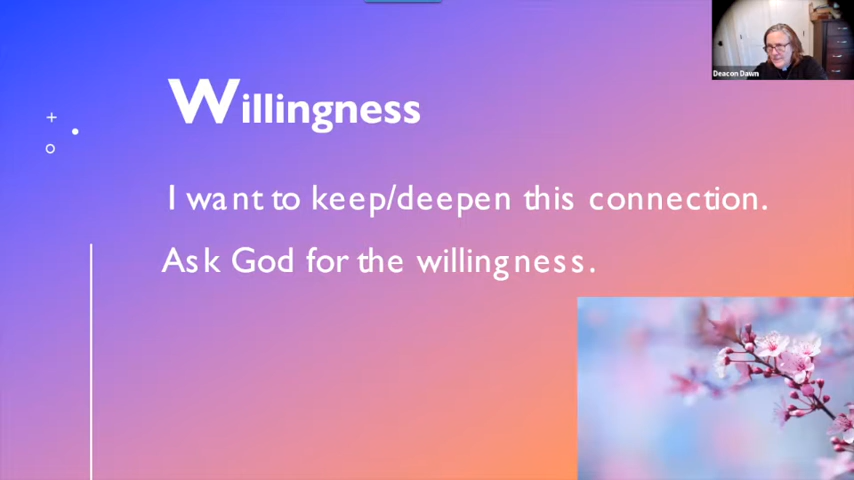 Deacon Dawn
Willingness
I want to keep/deepen this connection.
Ask God for the willingness.